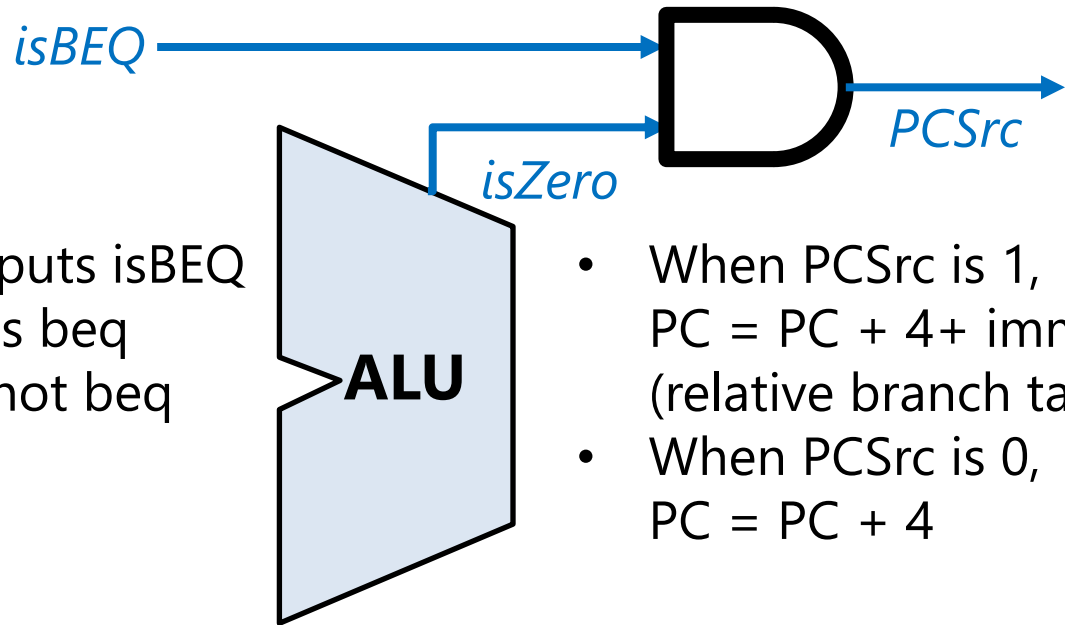 isBEQ
PCSrc
isZero
puts isBEQ
s beq
not beq
ALU
• When PCSrc is 1,
PC = PC + 4+ imm
(relative branch ta
• When PCSrc is 0,
PC = PC + 4